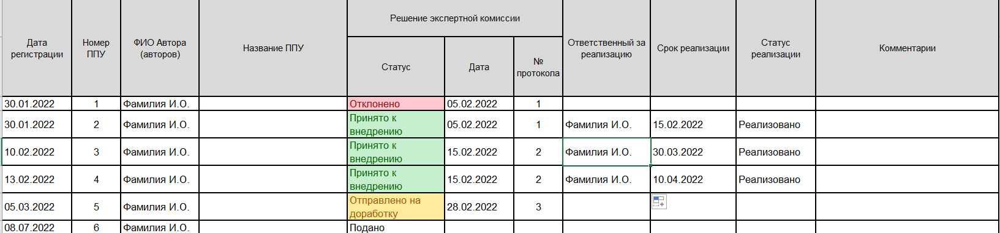 Решение экспертной комиссии
Дата
регистрации
Номер
ППУ
ФИО Автора
(авторов)
Название ППУ
Статус
Дата
№
протокола
Ответственный за
реализацию
Срок реализации
Статус
реализации
Комментарии
30.01.2022 1 Фамилия И.О. Отклонено 05.02.2022 1
30.01.2022 2 Фамилия И.О. Принято к
внедрению 05.02.2022 1 Фамилия И.О. 15.02.2022 Реализовано
10.02.2022 3 Фамилия И.О. Принято к
внедрению 15.02.2022 2 Фамилия И.О. 30.03.2022 Реализовано
13.02.2022 4 Фамилия И.О. Принято к
внедрению 15.02.2022 2 Фамилия И.О. 10.04.2022 Реализовано
05.03.2022 5 Фамилия И.О. Отправлено на
доработку 28.02.2022 3
08.07.2022 6 Фамилия И.О. Подано